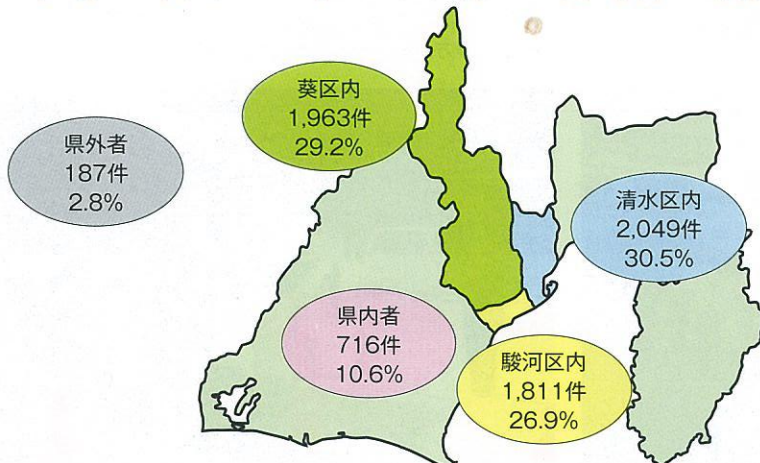 葵区内
1,963件
29.2%
県外者
187件
2.8%
清水区内
2,049件
30.5%
県内者
716件
10.6%
駿河区内
1,811件
26.9%